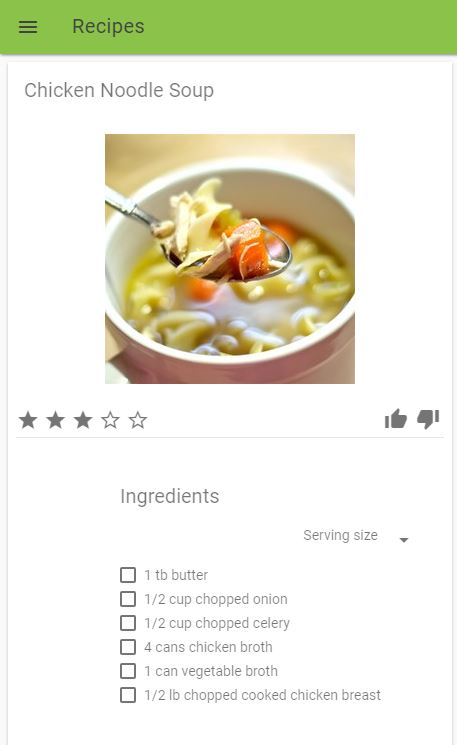 Recipes
Chicken Noodle Soup
Ingredients
Serving size
1 tb butter
1/2 cup chopped onion
1/2 cup chopped celery
4 cans chicken broth
1 can vegetable broth
1/2 lb chopped cooked chicken breast